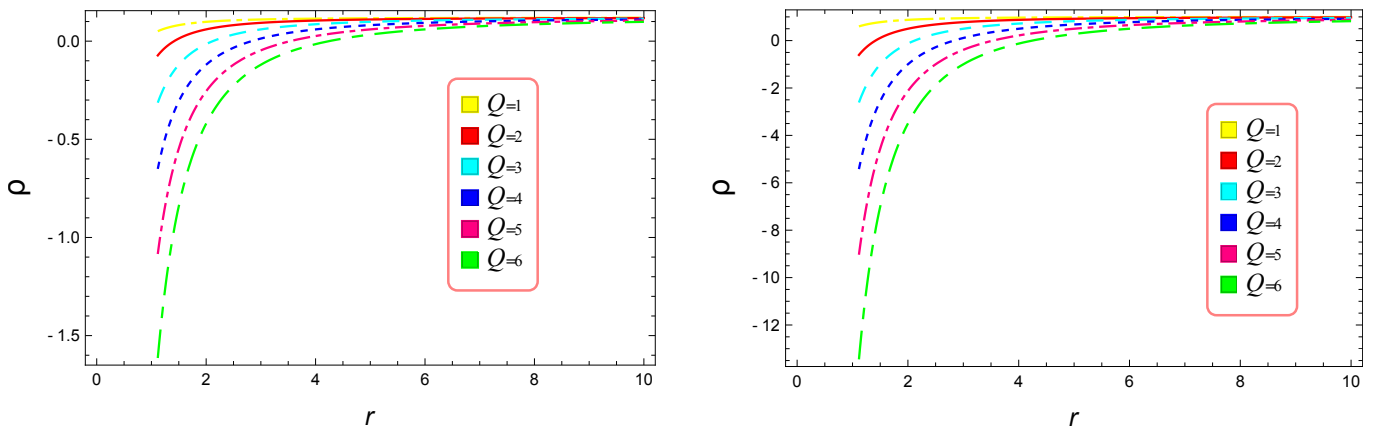 0.0
- 0.5
- 1.0
- 1.5
ρ
0 2 4 6 8 10
r
Q=1
Q=2
Q=3
Q=4
Q=5
Q=6
0
- 2
- 4
- 6
- 8
- 10
- 12
ρ
0 2 4 6 8 10
r
Q=1
Q=2
Q=3
Q=4
Q=5
Q=6